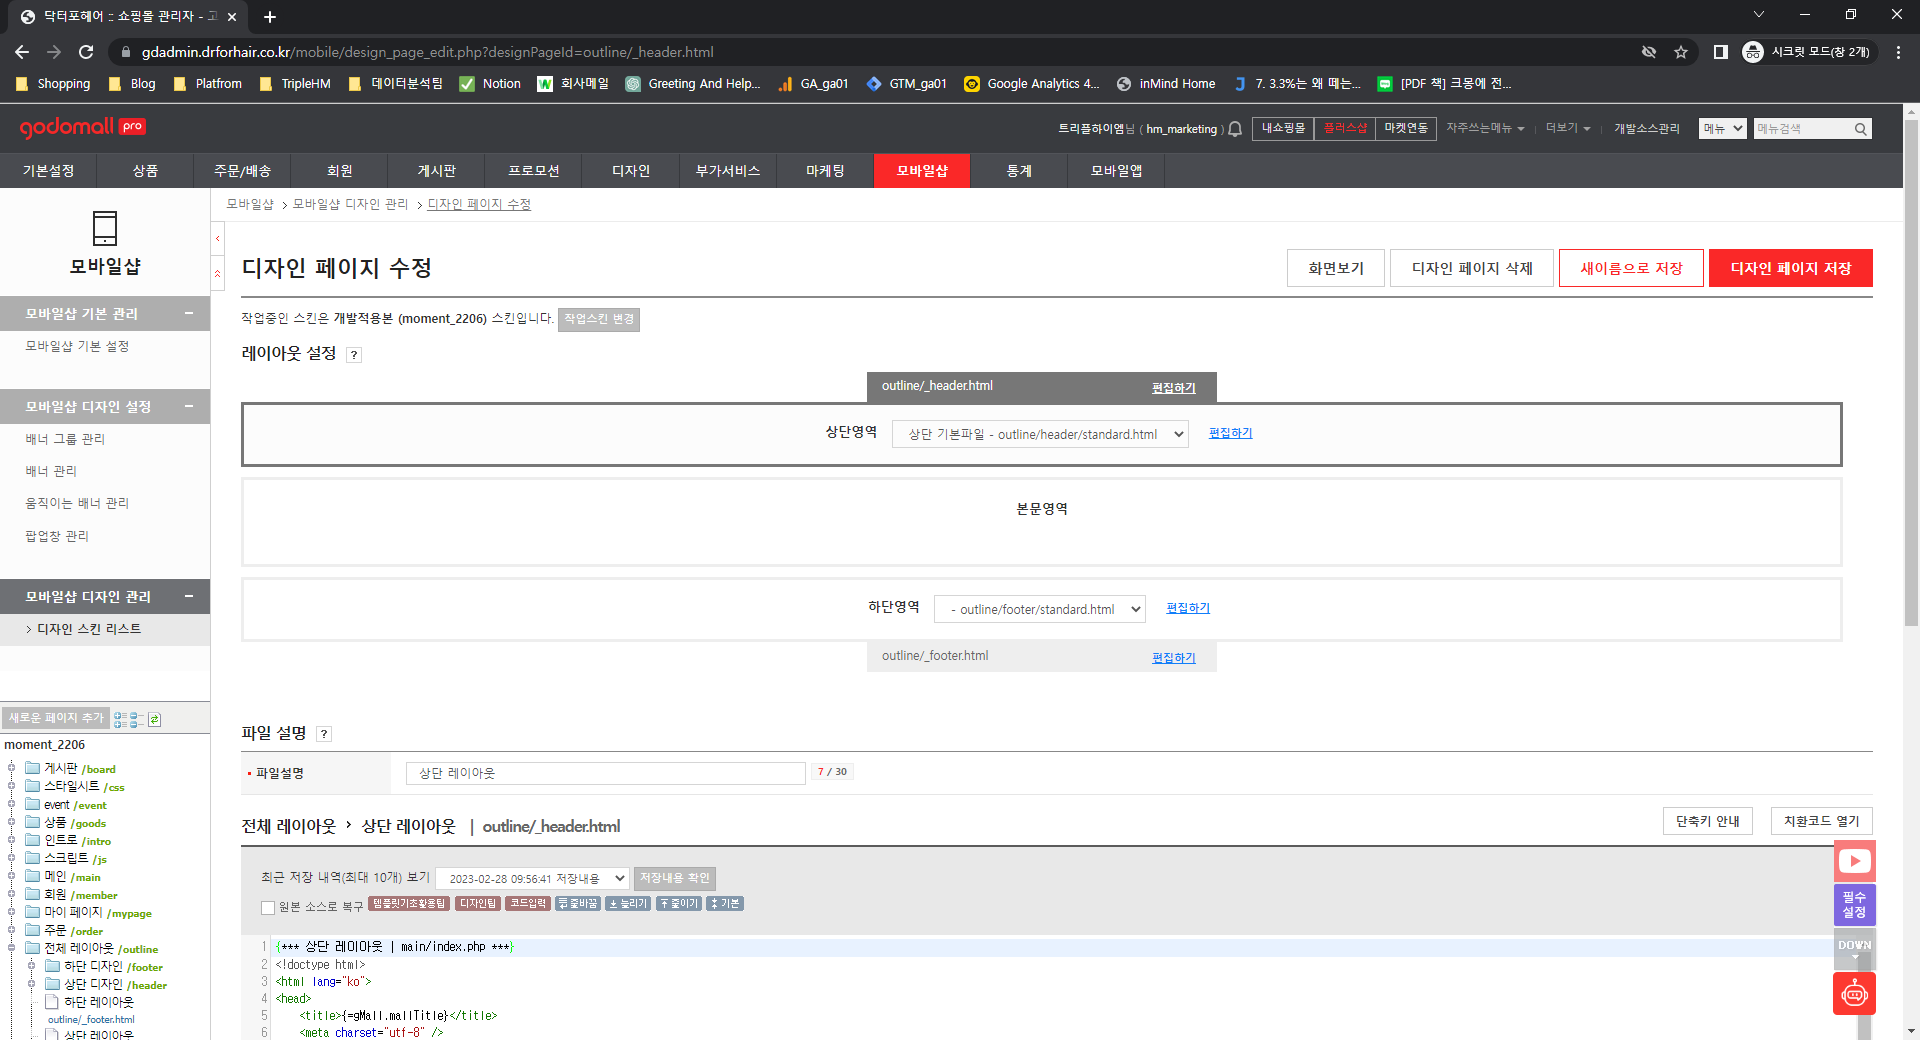 닥터포헤어 :: 쇼핑몰 관리자 - 고
gdadmin.drforhair.co.kr/mobile/design_page_edit.php?designPageId=outline/_header.html
시크릿 모드(창 2개)
Shopping
Blog
Platfrom
TripleHM
데이터분석팀
Notion
회사메일
Greeting And Help...
GA_ga01
GTM_ga01
Google Analytics 4...
inMind Home
7. 3.3%는 왜 떼는...
[PDF 책] 크몽에 전...
godomall pro
트리플하이엠님 ( hm_marketing )
내쇼핑몰
플러스샵
마켓연동
자주쓰는메뉴
더보기
개발소스관리
메뉴
메뉴검색
기본설정
상품
주문/배송
회원
게시판
프로모션
디자인
부가서비스
마케팅
모바일샵
통계
모바일앱
모바일샵 > 모바일샵 디자인 관리 > 디자인 페이지 수정
모바일샵
디자인 페이지 수정
화면보기
디자인 페이지 삭제
새이름으로 저장
디자인 페이지 저장
모바일샵 기본 관리
모바일샵 기본 설정
모바일샵 디자인 설정
배너 그룹 관리
배너 관리
움직이는 배너 관리
팝업창 관리
모바일샵 디자인 관리
> 디자인 스킨 리스트
작업중인 스킨은 개발적용본 (moment_2206) 스킨입니다. 작업스킨 변경
레이아웃 설정 ?
outline/_header.html 편집하기
상단영역 상단 기본파일 - outline/header/standard.html 편집하기
본문영역
하단영역 - outline/footer/standard.html 편집하기
outline/_footer.html 편집하기
새로운 페이지 추가
moment_2206
게시판 /board
스타일시트 /css
event /event
상품 /goods
인트로 /intro
스크립트 /js
메인 /main
회원 /member
마이 페이지 /mypage
주문 /order
전체 레이아웃 /outline
하단 디자인 /footer
상단 디자인 /header
하단 레이아웃
outline/_footer.html
상단 레이아웃
파일 설명 ?
파일설명 상단 레이아웃 7 / 30
전체 레이아웃 > 상단 레이아웃 | outline/_header.html
단축키 안내
치환코드 열기
최근 저장 내역(최대 10개) 보기 2023-02-28 09:56:41 저장내용 저장내용 확인
원본 소스로 복구 템플릿기초활용팁 디자인팁 코드입력 줄바꿈 늘리기 줄이기 기본
1 {*** 상단 레이아웃 | main/index.php ***}
2 <!doctype html>
3 <html lang="ko">
4 <head>
5 <title>{=gMall.mallTitle}</title>
6 <meta charset="utf-8" />
필수
설정
DOWN